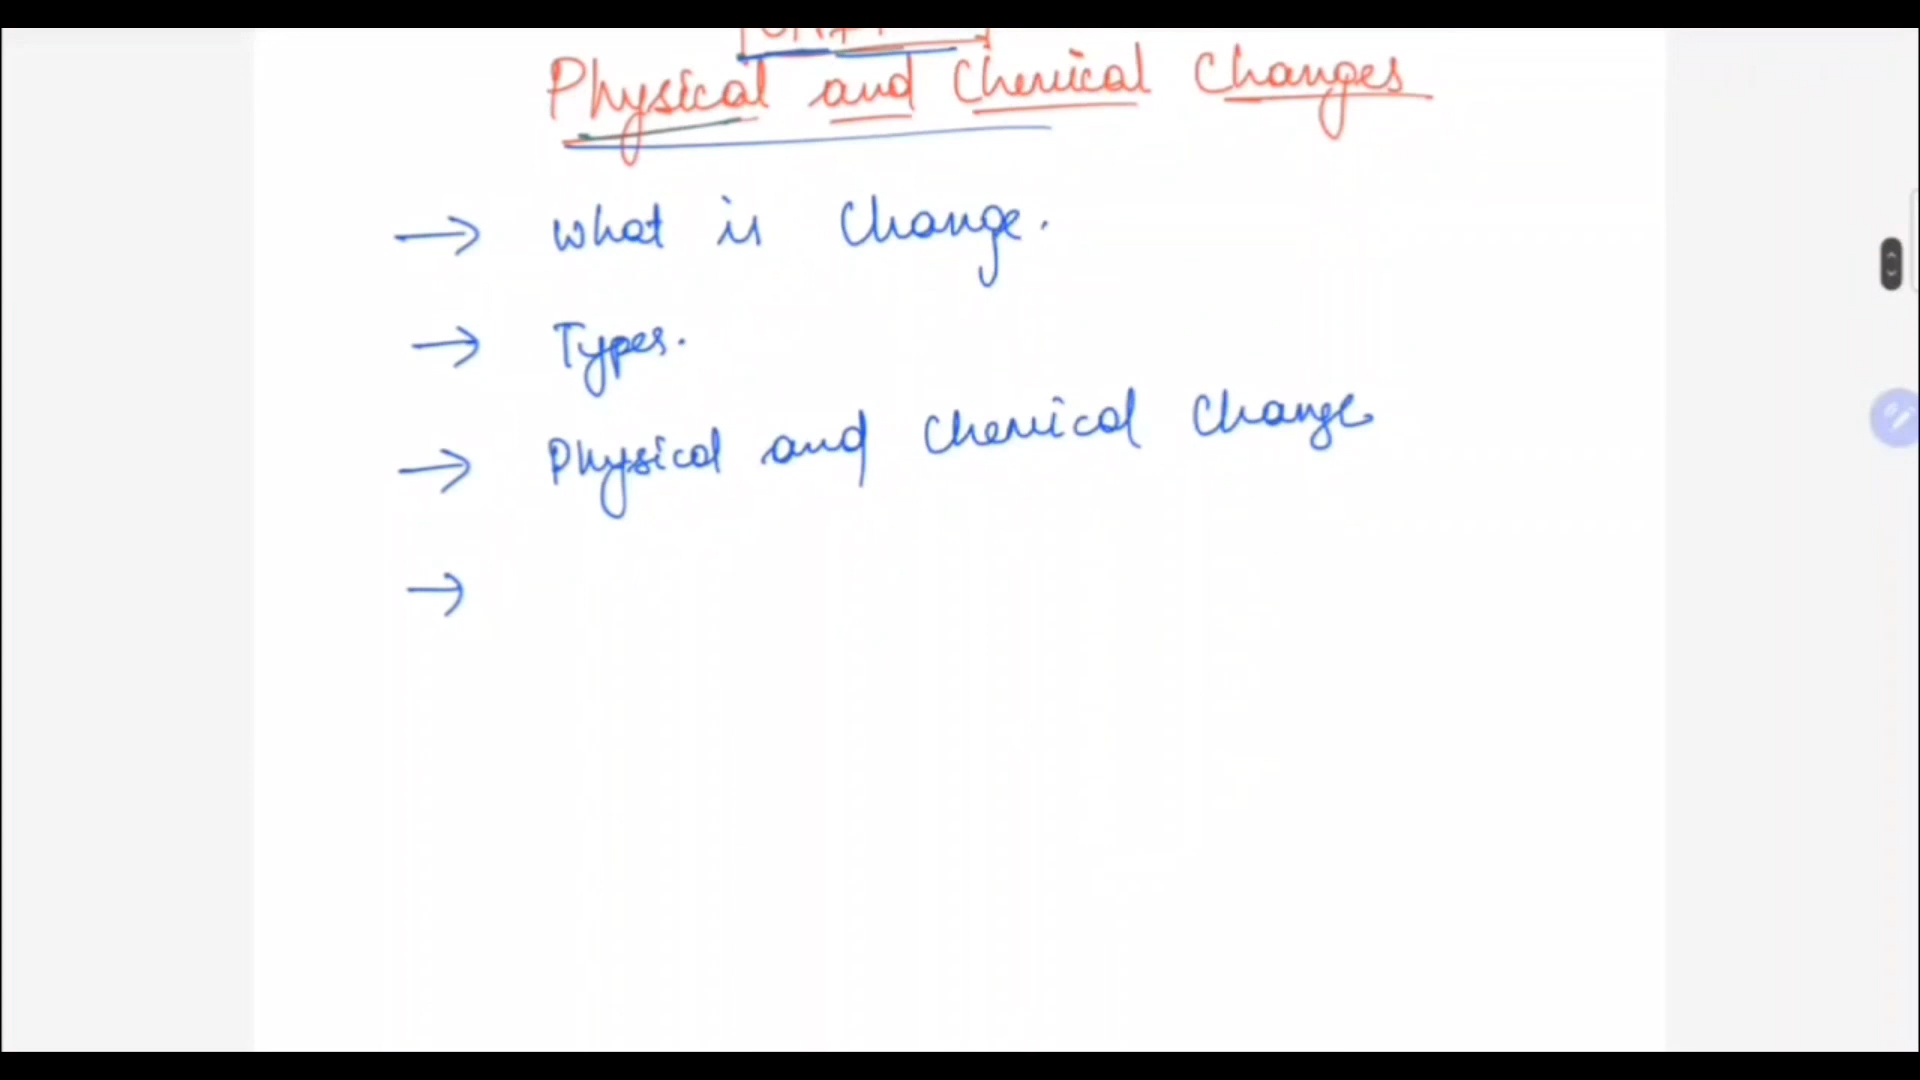 Physical and Chemical Changes
→ What is Change.
→ Types.
→ Physical and Chemical Change
→